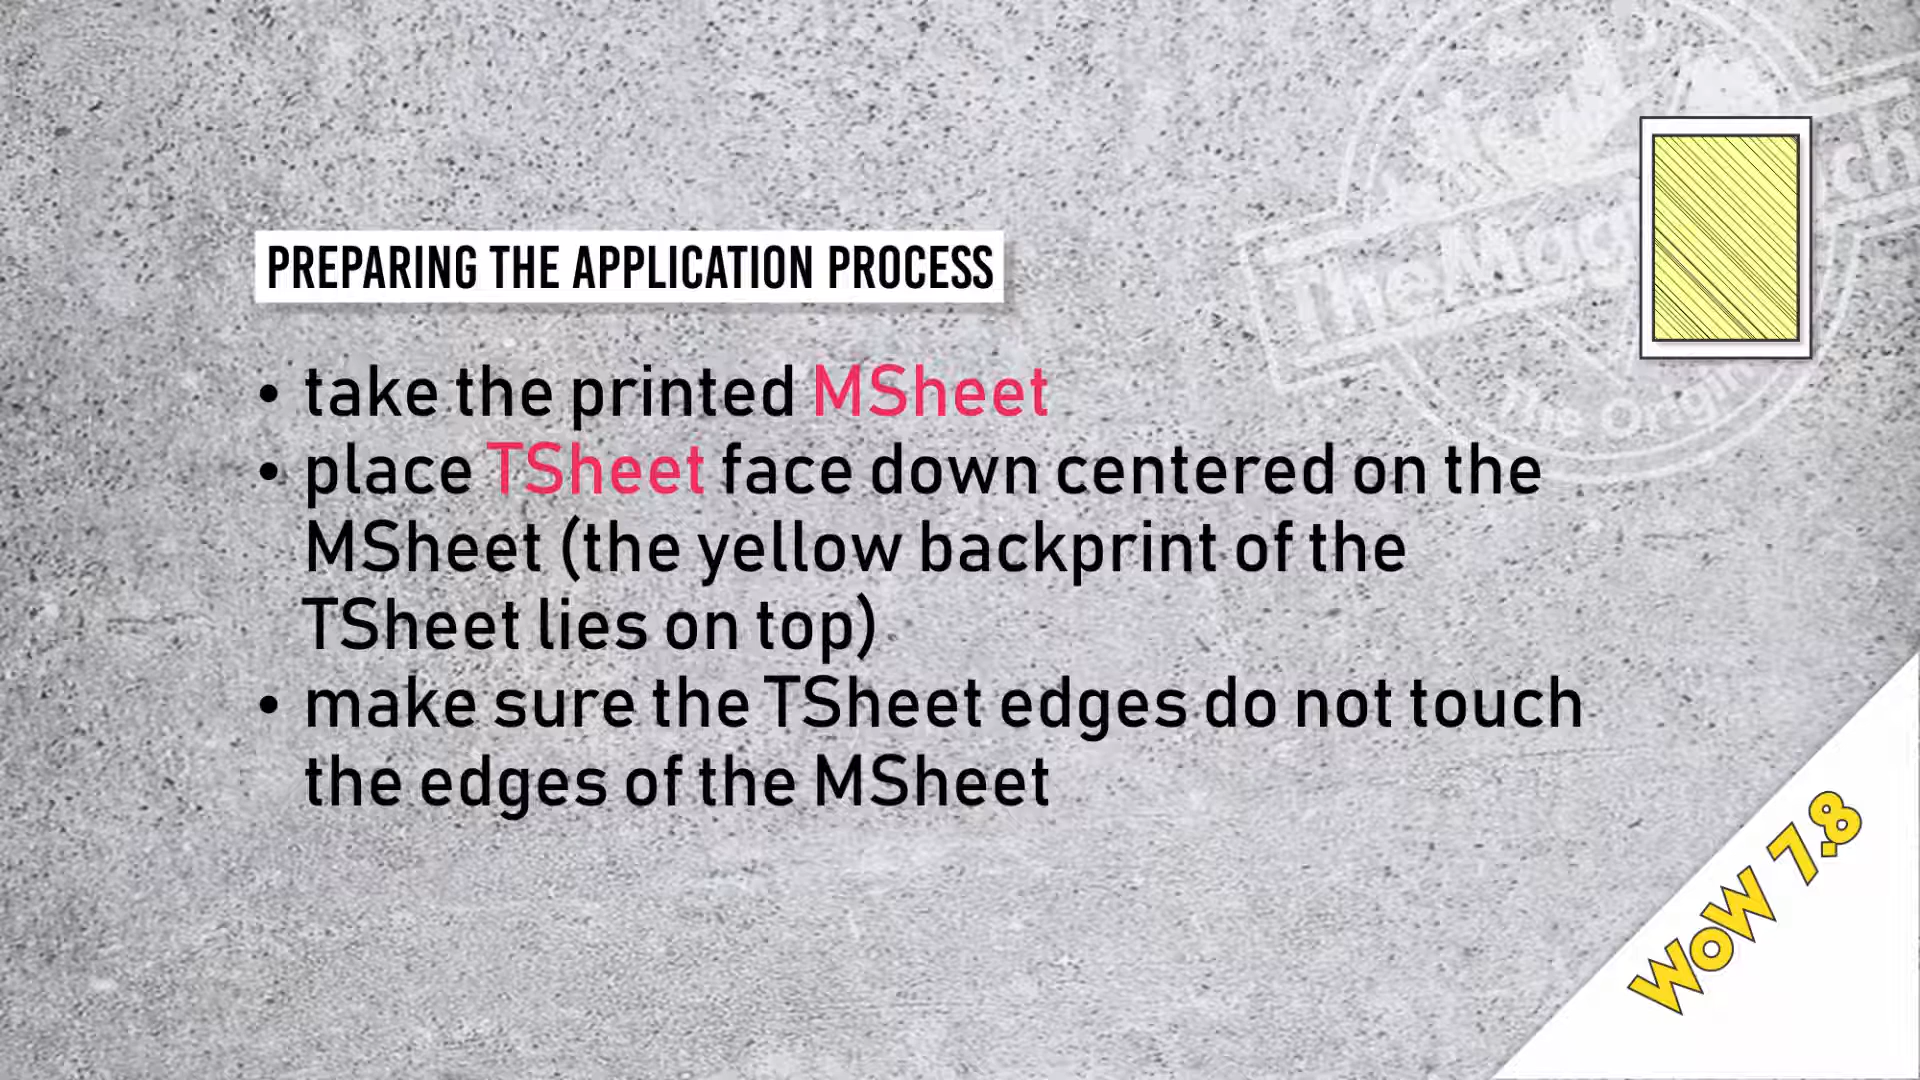 PREPARING THE APPLICATION PROCESS
• take the printed MSheet
• place TSheet face down centered on the
MSheet (the yellow backprint of the
TSheet lies on top)
• make sure the TSheet edges do not touch
the edges of the MSheet
WoW 7.8